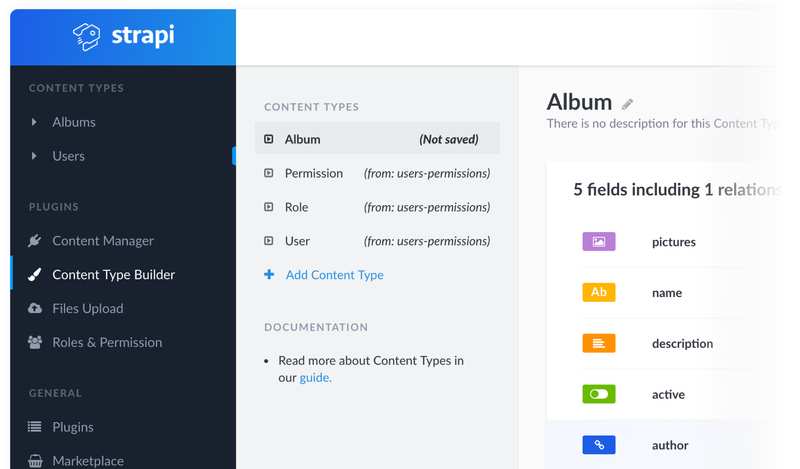 strapi
CONTENT TYPES
Albums
Users
PLUGINS
Content Manager
Content Type Builder
Files Upload
Roles & Permission
GENERAL
Plugins
Marketplace
CONTENT TYPES
Album (Not saved)
Permission (from: users-permissions)
Role (from: users-permissions)
User (from: users-permissions)
Add Content Type
DOCUMENTATION
• Read more about Content Types in
our guide.
Album
There is no description for this Content Typ
5 fields including 1 relations
pictures
Ab name
description
active
author